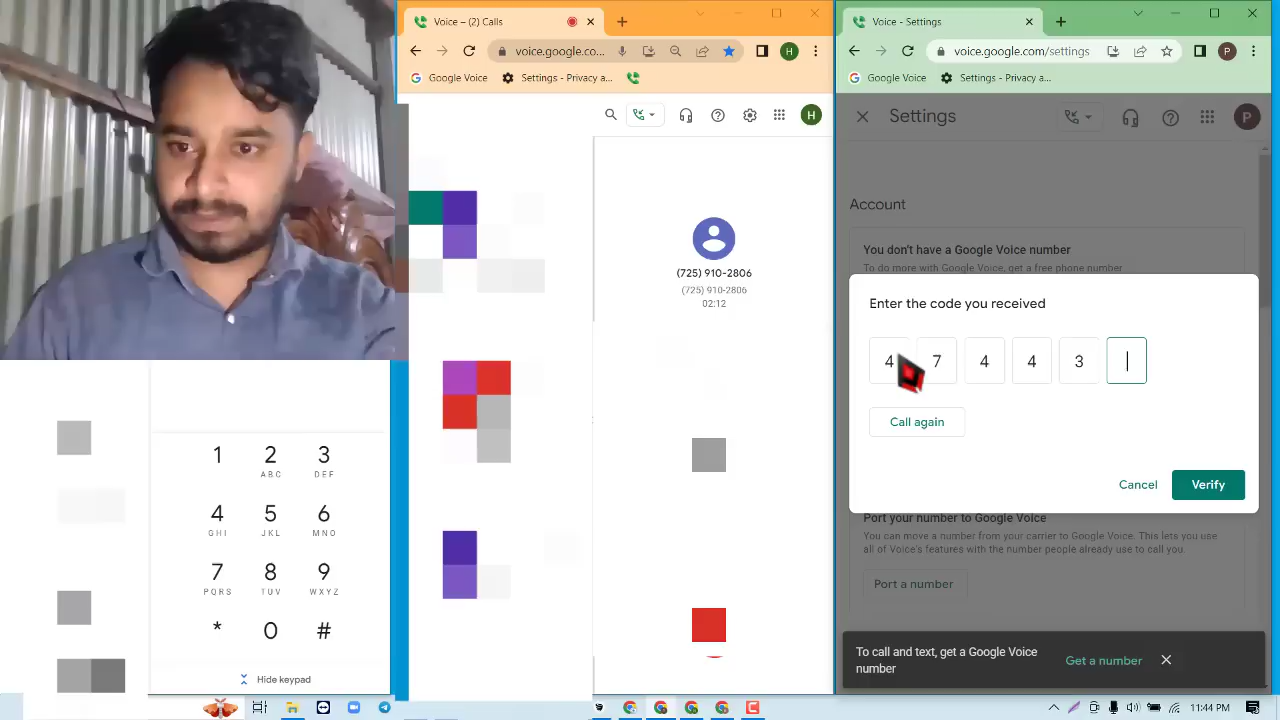 Voice – (2) Calls
voice.google.co...
H
Google Voice
Settings - Privacy a...
H
(725) 910-2806
(725) 910-2806
02:12
1
2
3
ABC
DEF
4
5
6
GHI
JKL
MNO
7
8
9
PQRS
TUV
WXYZ
*
0
#
Hide keypad
Voice - Settings
voice.google.com/settings
P
Google Voice
Settings - Privacy a...
Settings
P
Account
You don't have a Google Voice number
To do more with Google Voice, get a free phone number
Enter the code you received
4 7 4 4 3
Call again
Cancel
Verify
Port your number to Google Voice
You can move a number from your carrier to Google Voice. This lets you use
all of Voice's features with the number people already use to call you.
Port a number
To call and text, get a Google Voice
number
Get a number
11:44 PM